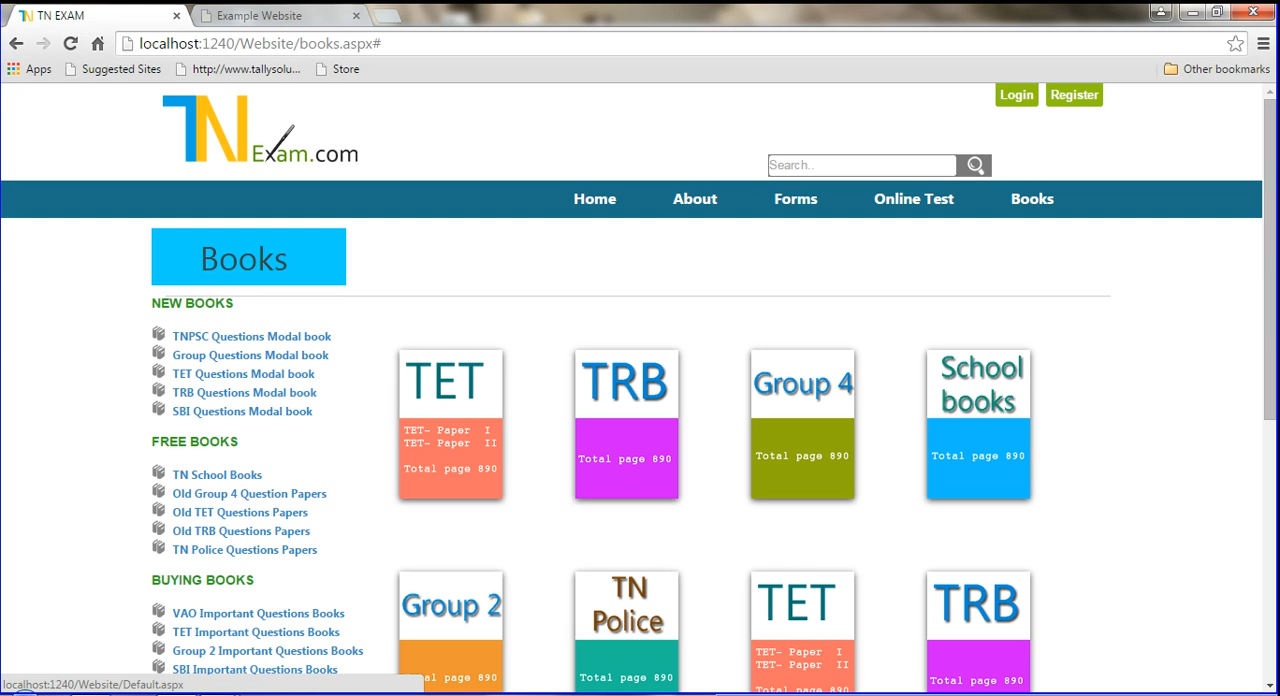 TN EXAM
Example Website
localhost:1240/Website/books.aspx#
Apps
Suggested Sites
http://www.tallysolu...
Store
Other bookmarks
TN Exam.com
Login
Register
Search..
Home
About
Forms
Online Test
Books
Books
NEW BOOKS
TNPSC Questions Modal book
Group Questions Modal book
TET Questions Modal book
TRB Questions Modal book
SBI Questions Modal book
FREE BOOKS
TN School Books
Old Group 4 Question Papers
Old TET Questions Papers
Old TRB Questions Papers
TN Police Questions Papers
BUYING BOOKS
VAO Important Questions Books
TET Important Questions Books
Group 2 Important Questions Books
SBI Important Questions Books
TET
TET- Paper I
TET- Paper II
Total page 890
TRB
Total page 890
Group 4
Total page 890
School
books
Total page 890
Group 2
al page 890
TN
Police
Total page 890
TET
TET- Paper I
TET- Paper II
Total page 890
TRB
Total page 890
localhost:1240/Website/Default.aspx